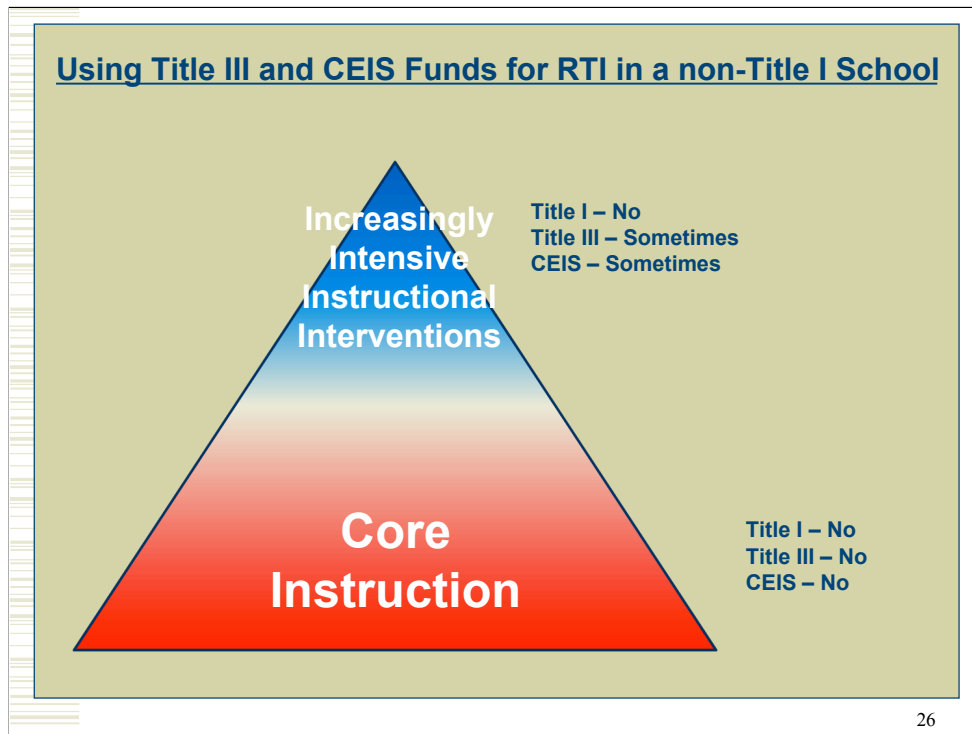 Using Title III and CEIS Funds for RTI in a non-Title I School
Increasingly
Intensive
Instructional
Interventions
Title I – No
Title III – Sometimes
CEIS – Sometimes
Core
Instruction
Title I – No
Title III – No
CEIS – No
26